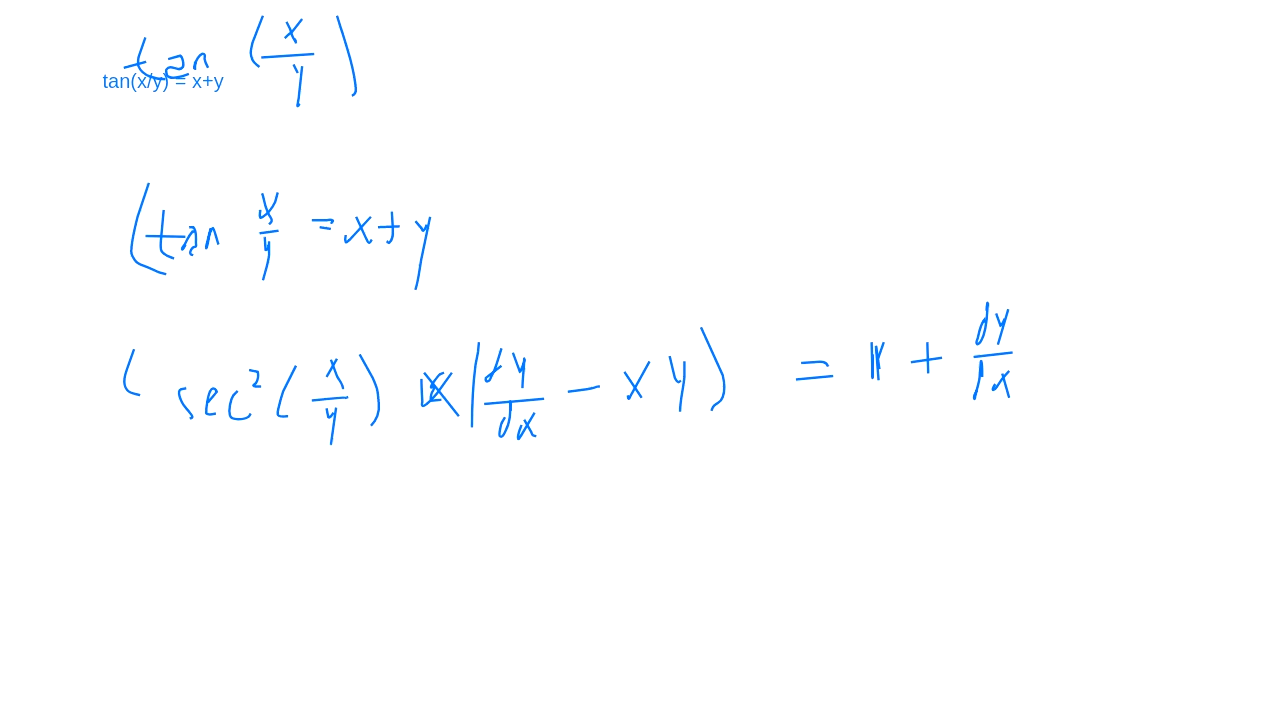 tan (x/y)
tan(x/y) = x+y
(tan x/y = x+y
( sec² (x/y) (dy/dx − xy) = 1 + dy/dx